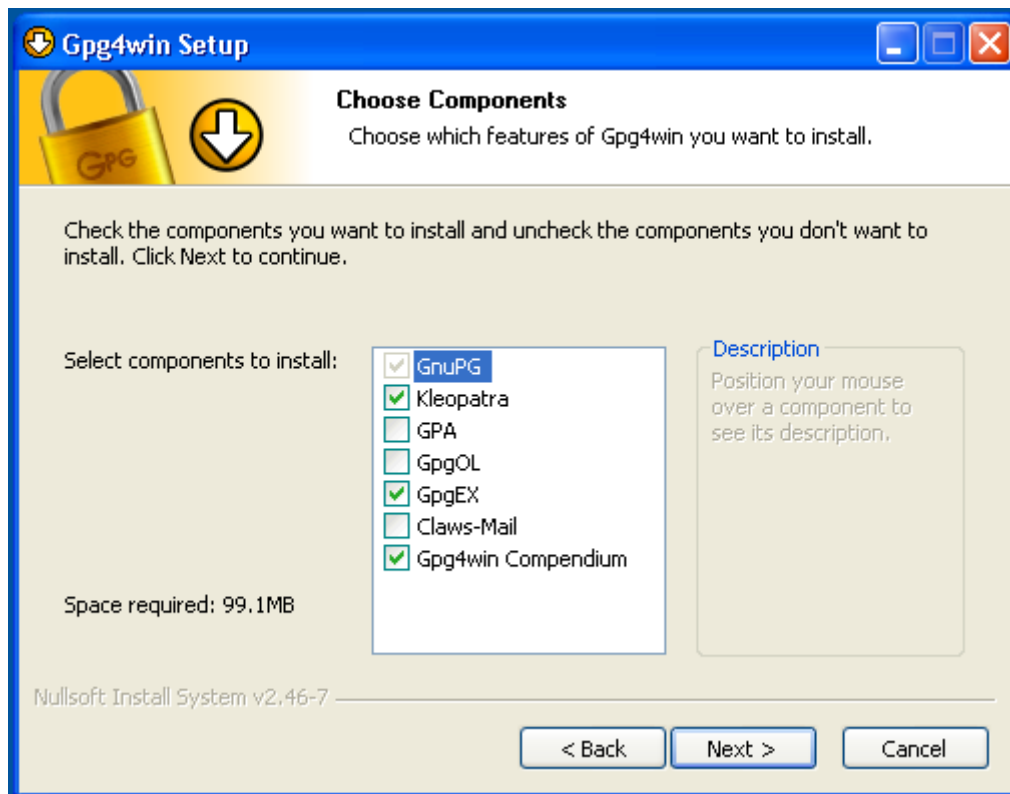 Gpg4win Setup
GPG
Choose Components
Choose which features of Gpg4win you want to install.
Check the components you want to install and uncheck the components you don't want to
install. Click Next to continue.
Select components to install:
GnuPG
Kleopatra
GPA
GpgOL
GpgEX
Claws-Mail
Gpg4win Compendium
Description
Position your mouse
over a component to
see its description.
Space required: 99.1MB
Nullsoft Install System v2.46-7
< Back
Next >
Cancel